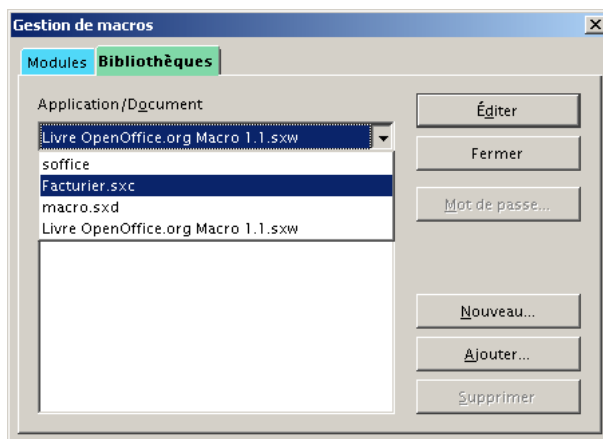 Gestion de macros
Modules Bibliothèques
Application/Document
Livre OpenOffice.org Macro 1.1.sxw
soffice
Facturier.sxc
macro.sxd
Livre OpenOffice.org Macro 1.1.sxw
Éditer
Fermer
Mot de passe...
Nouveau...
Ajouter...
Supprimer